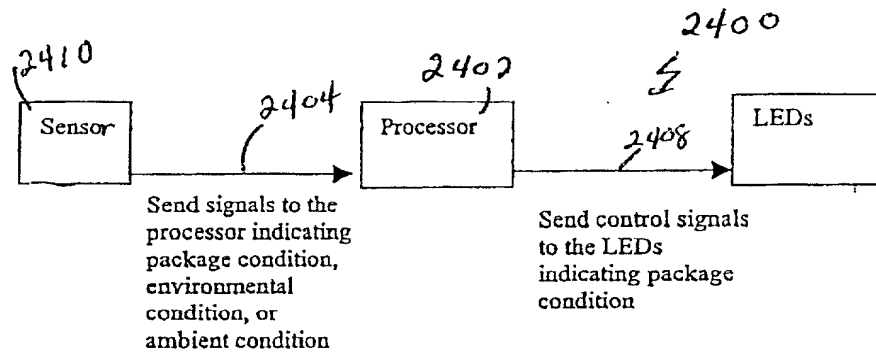 2400
2410
2402
2404
Sensor
Processor
LEDs
2408
Send signals to the
processor indicating
package condition,
environmental
condition, or
ambient condition
Send control signals
to the LEDs
indicating package
condition